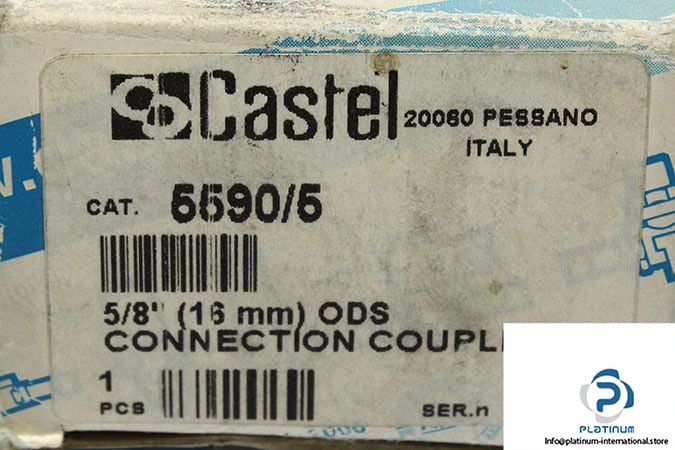 Castel
20060 PESSANO
ITALY
CAT. 5590/5
5/8" (16 mm) ODS
CONNECTION COUPL
1
PCS
SER.n
PLATINUM
info@platinum-international.store